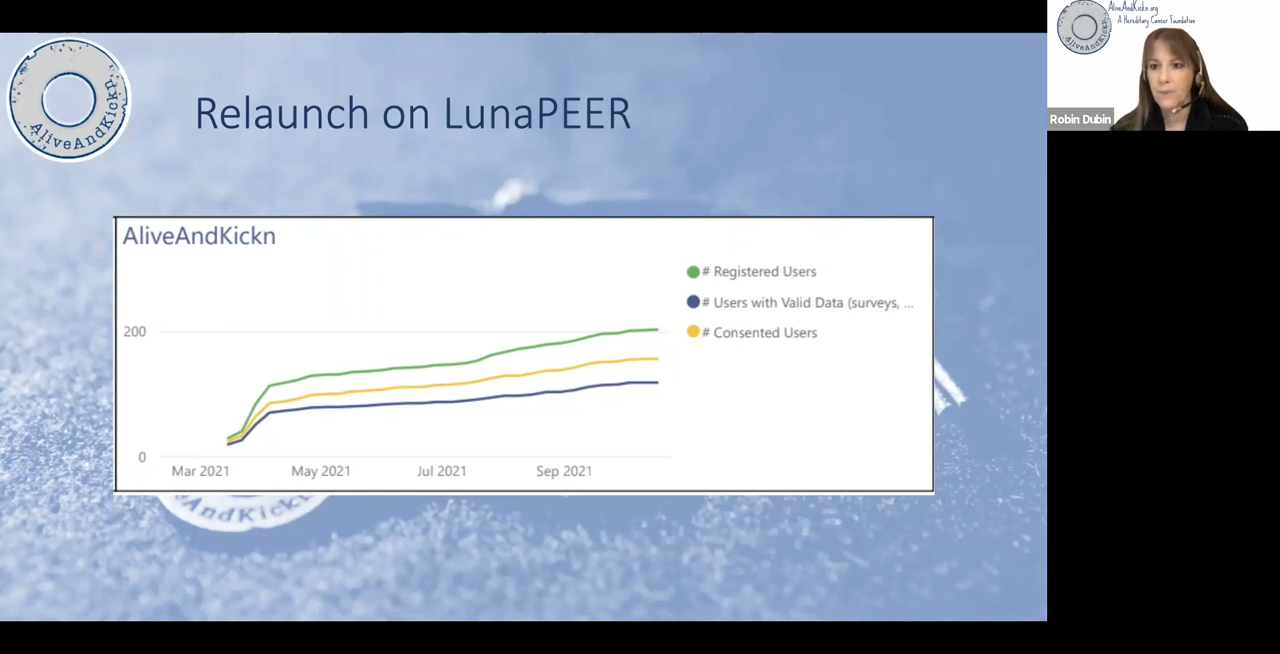 AliveAndKickn
Relaunch on LunaPEER
AliveAndKickn
# Registered Users
# Users with Valid Data (surveys, ...
# Consented Users
200
0
Mar 2021
May 2021
Jul 2021
Sep 2021
AndKickn
AliveAndKickn.org
A Hereditary Cancer Foundation
AliveAndKickn
Robin Dubin